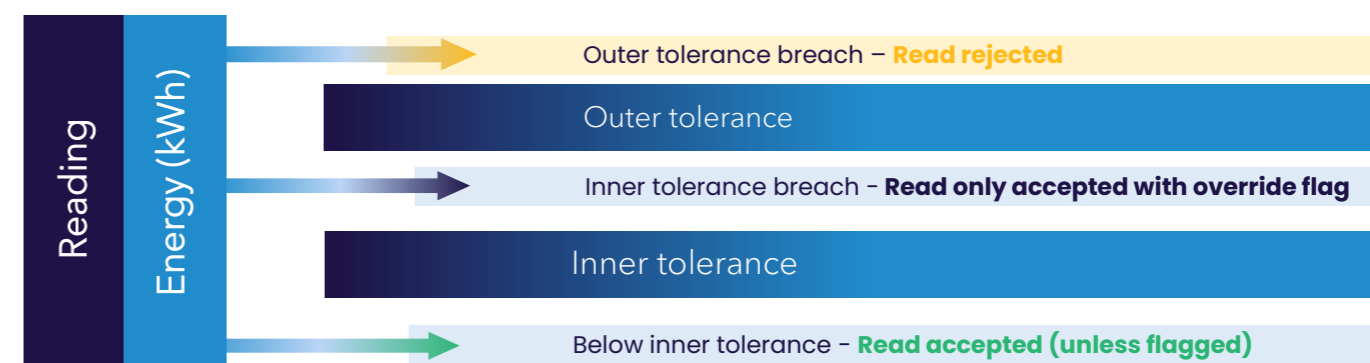 Reading
Energy (kWh)
Outer tolerance breach – Read rejected
Outer tolerance
Inner tolerance breach - Read only accepted with override flag
Inner tolerance
Below inner tolerance - Read accepted (unless flagged)